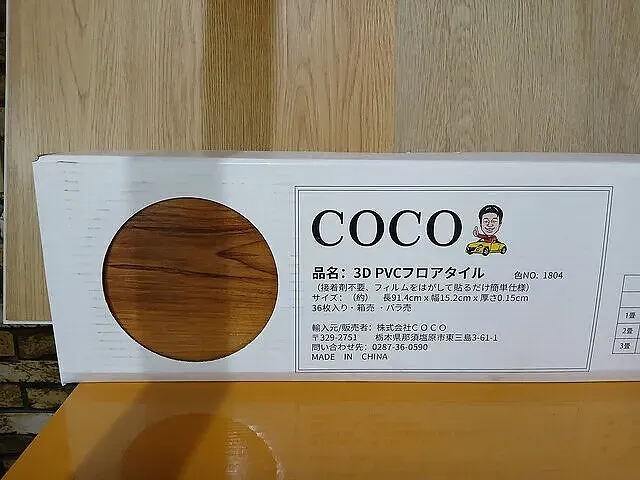 COCO
品名：3D PVCフロアタイル 色NO. 1804
（接着剤不要、フィルムをはがして貼るだけ簡単仕様）
サイズ：（約） 長91.4cm x 幅15.2cm x 厚さ0.15cm
36枚入り・箱売・バラ売
輸入元/販売者：株式会社ＣＯＣＯ
〒329-2751 栃木県那須塩原市東三島3-61-1
問い合わせ先：0287-36-0590
MADE IN CHINA
1畳
2畳
3畳